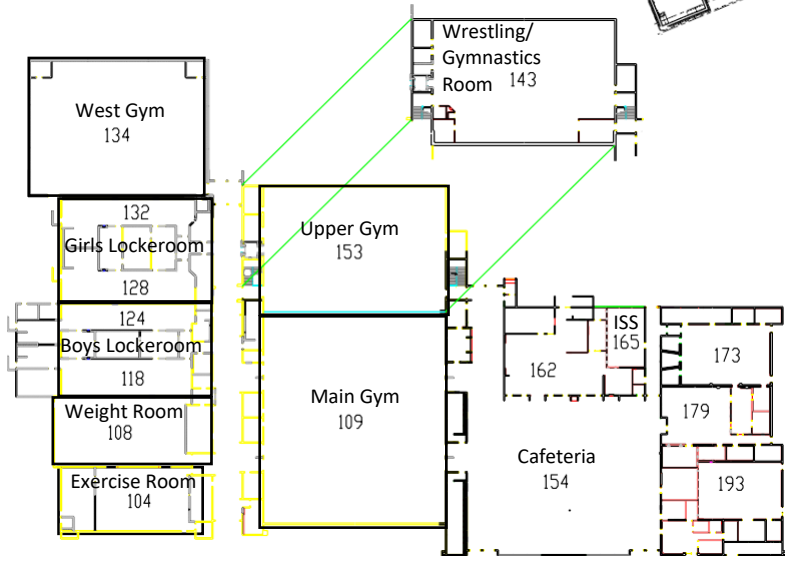 Wrestling/
Gymnastics
Room 143
West Gym
134
132
Girls Lockeroom
128
Upper Gym
153
124
Boys Lockeroom
118
ISS
165
162
173
Weight Room
108
Main Gym
109
179
Exercise Room
104
Cafeteria
154
193